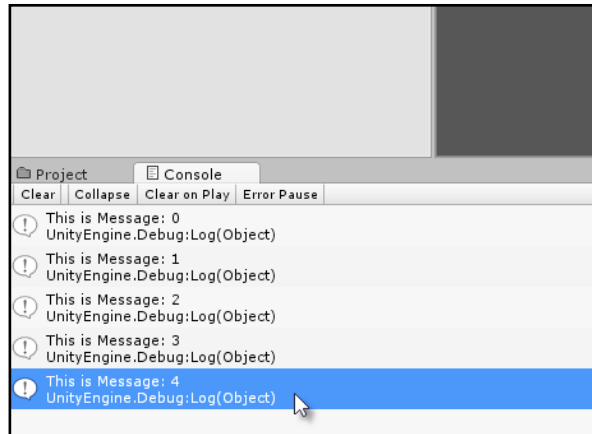 Project Console
Clear Collapse Clear on Play Error Pause
This is Message: 0
UnityEngine.Debug:Log(Object)
This is Message: 1
UnityEngine.Debug:Log(Object)
This is Message: 2
UnityEngine.Debug:Log(Object)
This is Message: 3
UnityEngine.Debug:Log(Object)
This is Message: 4
UnityEngine.Debug:Log(Object)